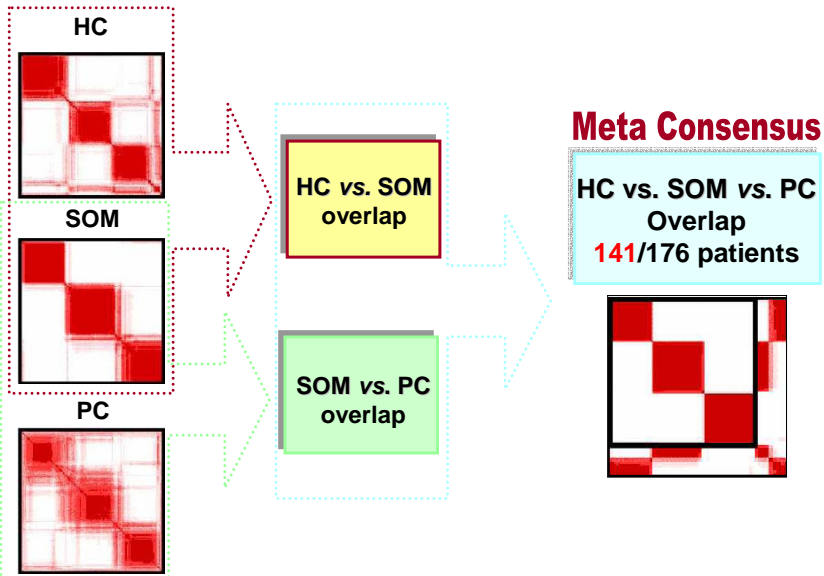 HC
SOM
PC
HC vs. SOM
overlap
SOM vs. PC
overlap
Meta Consensus
HC vs. SOM vs. PC
Overlap
141/176 patients